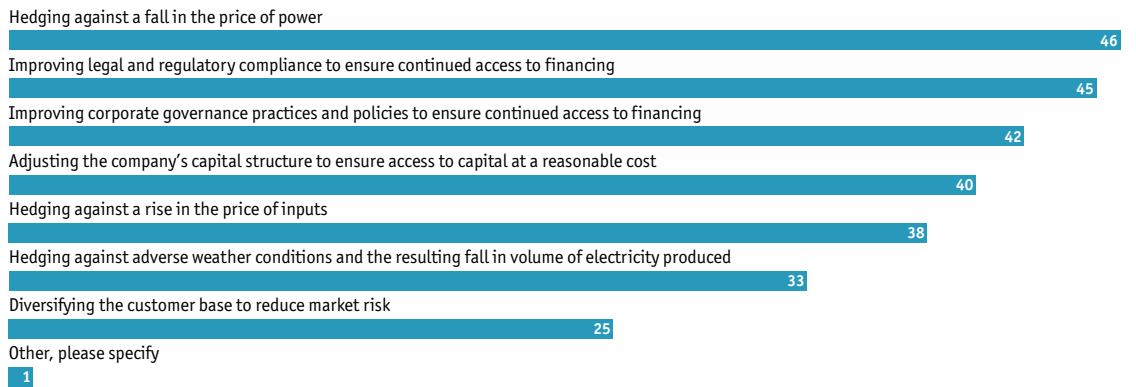 Hedging against a fall in the price of power
46
Improving legal and regulatory compliance to ensure continued access to financing
45
Improving corporate governance practices and policies to ensure continued access to financing
42
Adjusting the company’s capital structure to ensure access to capital at a reasonable cost
40
Hedging against a rise in the price of inputs
38
Hedging against adverse weather conditions and the resulting fall in volume of electricity produced
33
Diversifying the customer base to reduce market risk
25
Other, please specify
1